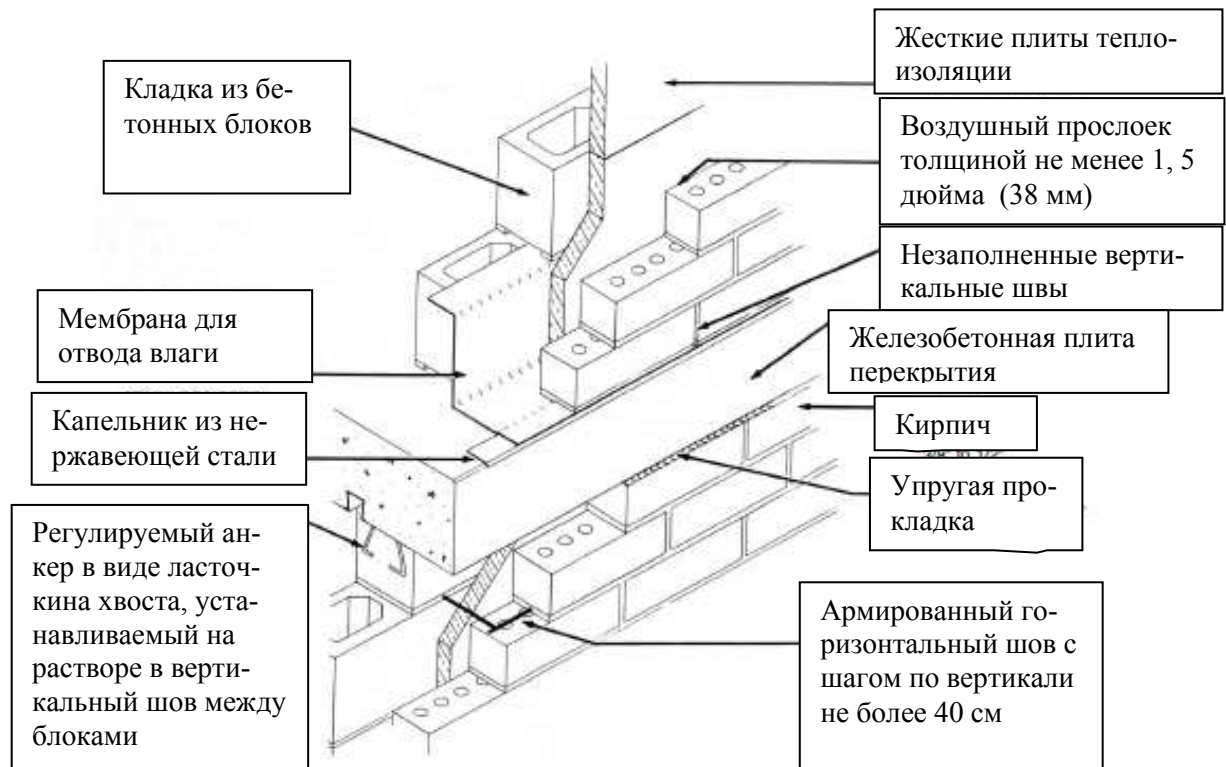 Кладка из бе-
тонных блоков
Мембрана для
отвода влаги
Капельник из не-
ржавеющей стали
Регулируемый ан-
кер в виде ласточ-
кина хвоста, уста-
навливаемый на
растворе в верти-
кальный шов между
блоками
Жесткие плиты тепло-
изоляции
Воздушный прослоек
толщиной не менее 1, 5
дюйма (38 мм)
Незаполненные верти-
кальные швы
Железобетонная плита
перекрытия
Кирпич
Упругая про-
кладка
Армированный го-
ризонтальный шов с
шагом по вертикали
не более 40 см